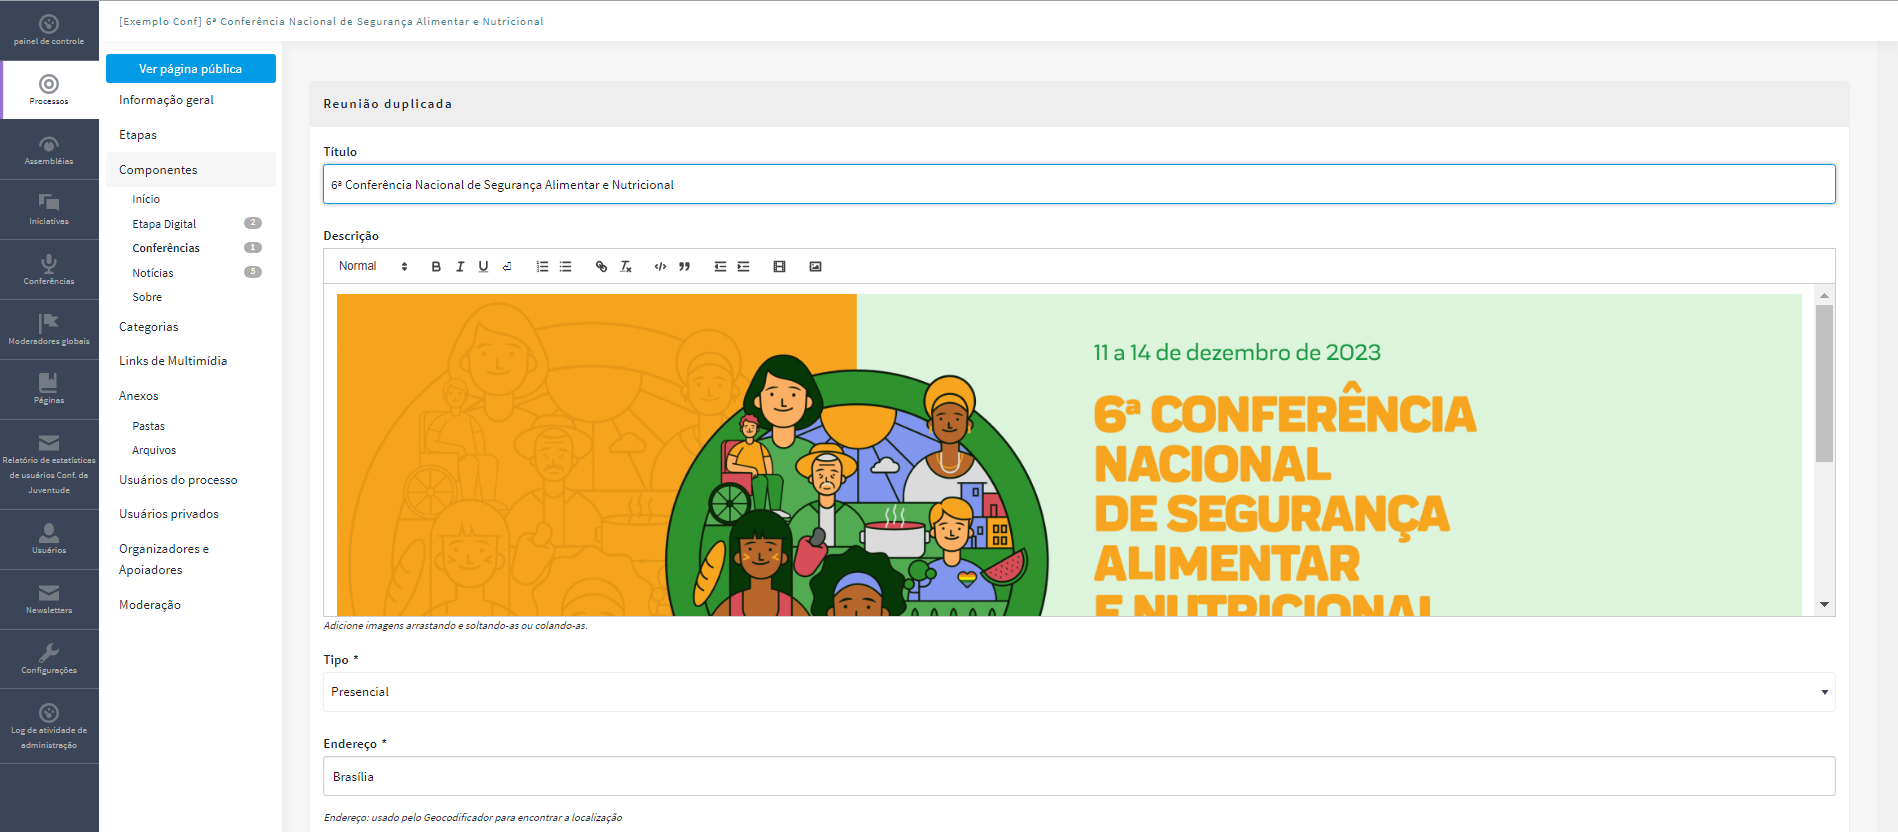 [Exemplo Conf] 6ª Conferência Nacional de Segurança Alimentar e Nutricional
painel de controle
Processos
Assembléias
Iniciativas
Conferências
Moderadores globais
Páginas
Relatório de estatísticas
de usuários Conf. da
Juventude
Usuários
Newsletters
Configurações
Log de atividade de
administração
Ver página pública
Informação geral
Etapas
Componentes
Início
Etapa Digital 2
Conferências 1
Notícias 5
Sobre
Categorias
Links de Multimídia
Anexos
Pastas
Arquivos
Usuários do processo
Usuários privados
Organizadores e
Apoiadores
Moderação
Reunião duplicada
Título
6ª Conferência Nacional de Segurança Alimentar e Nutricional
Descrição
Normal
11 a 14 de dezembro de 2023
6ª CONFERÊNCIA
NACIONAL
DE SEGURANÇA
ALIMENTAR
E NUTRICIONAL
Adicione imagens arrastando e soltando-as ou colando-as.
Tipo *
Presencial
Endereço *
Brasília
Endereço: usado pelo Geocodificador para encontrar a localização